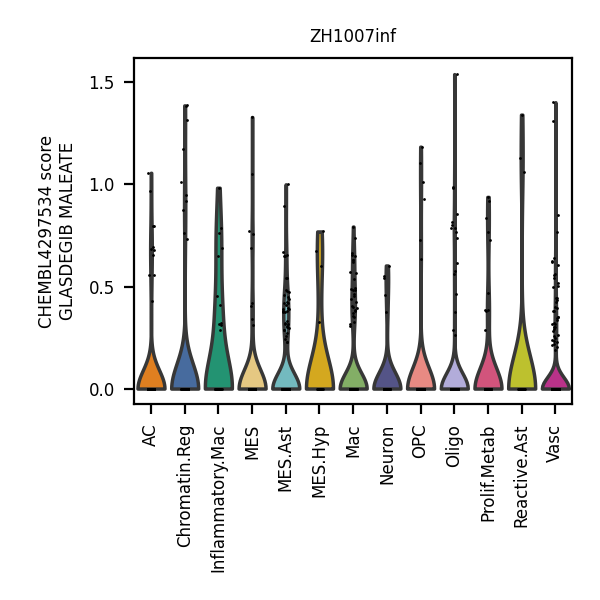 ZH1007inf
CHEMBL4297534 score
GLASDEGIB MALEATE
1.5
1.0
0.5
0.0
AC
Chromatin.Reg
Inflammatory.Mac
MES
MES.Ast
MES.Hyp
Mac
Neuron
OPC
Oligo
Prolif.Metab
Reactive.Ast
Vasc